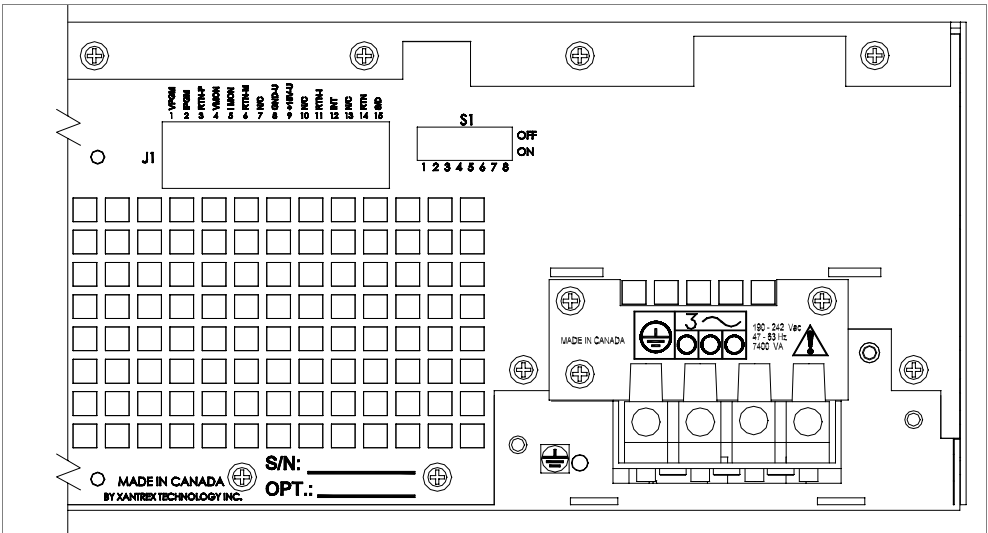 1 VPGM
2 IPGM
3 RTN-P
4 VMON
5 I MON
6 RTN-M
7 N/C
8 GND-U
9 +15V-U
10 N/C
11 RTN-I
12 INT
13 N/C
14 RTN
15 S/D
J1
S1
OFF
ON
1 2 3 4 5 6 7 8
MADE IN CANADA
3
190 - 242 Vac
47 - 63 Hz
7400 VA
S/N:
OPT.:
MADE IN CANADA
BY XANTREX TECHNOLOGY INC.